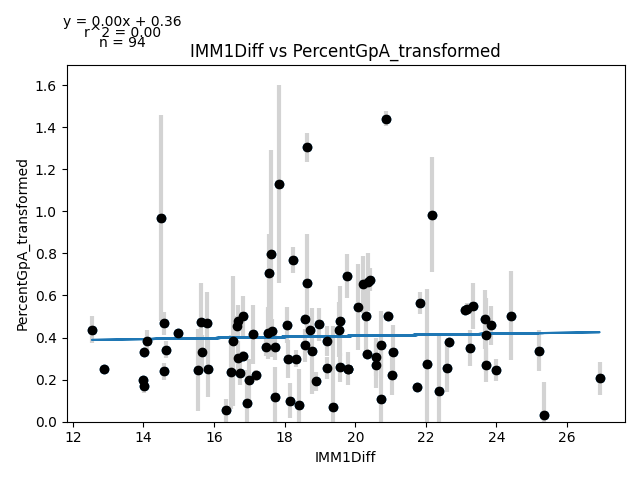 y = 0.00x + 0.36
r^2 = 0.00
n = 94
IMM1Diff vs PercentGpA_transformed
PercentGpA_transformed
1.6
1.4
1.2
1.0
0.8
0.6
0.4
0.2
0.0
12 14 16 18 20 22 24 26
IMM1Diff